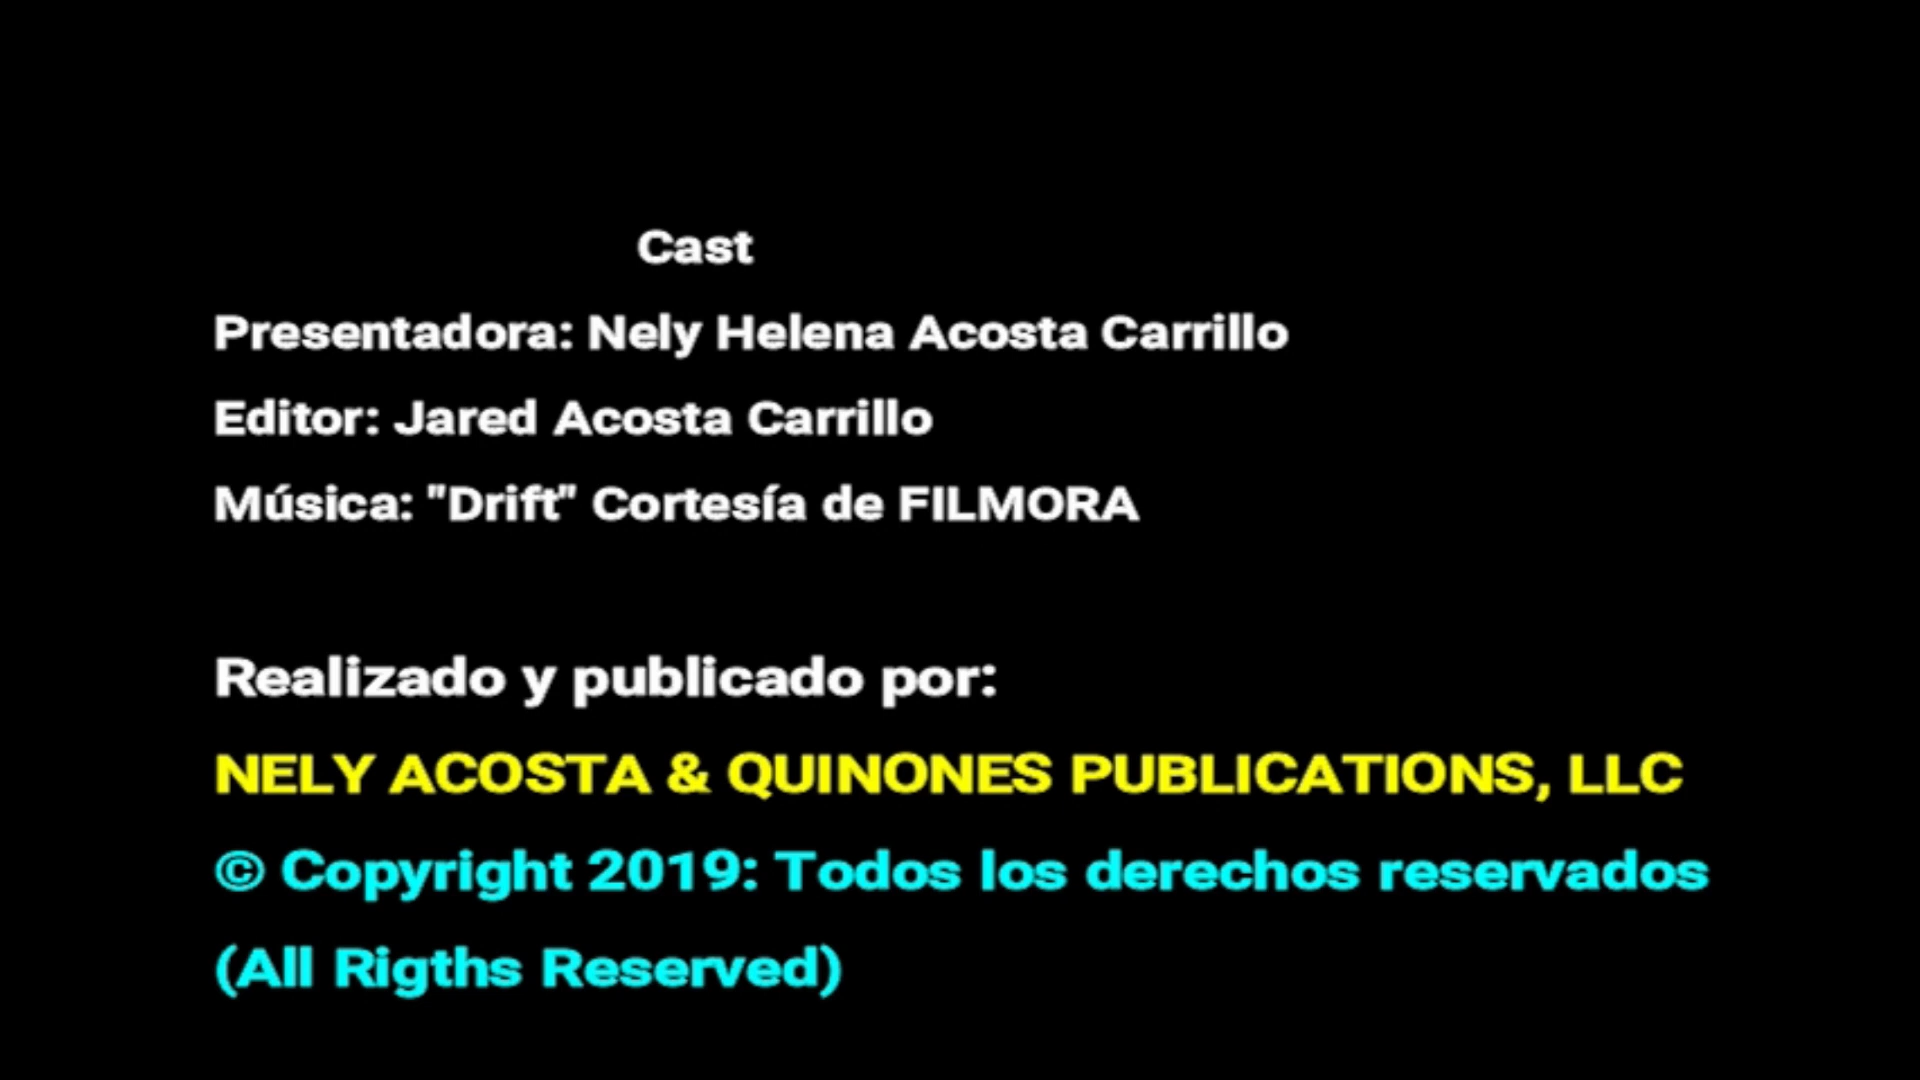 Cast
Presentadora: Nely Helena Acosta Carrillo
Editor: Jared Acosta Carrillo
Música: "Drift" Cortesía de FILMORA
Realizado y publicado por:
NELY ACOSTA & QUINONES PUBLICATIONS, LLC
© Copyright 2019: Todos los derechos reservados
(All Rigths Reserved)